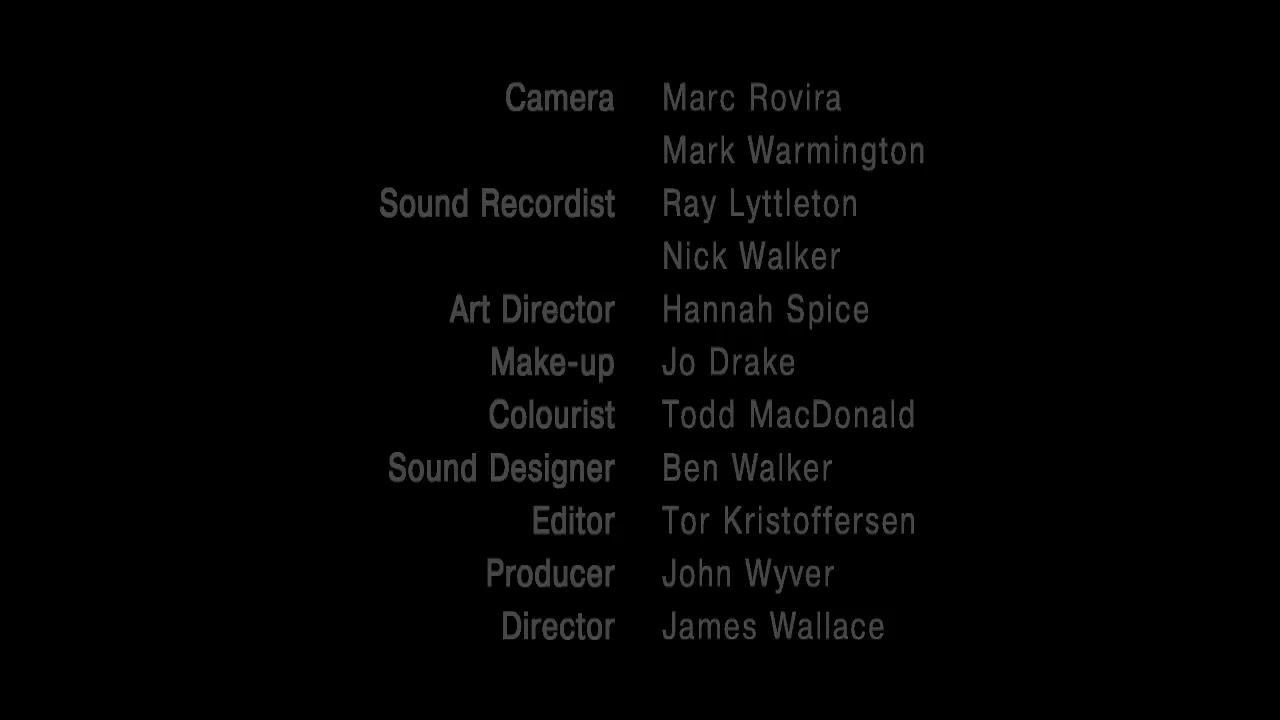 Camera Marc Rovira
Mark Warmington
Sound Recordist Ray Lyttleton
Nick Walker
Art Director Hannah Spice
Make-up Jo Drake
Colourist Todd MacDonald
Sound Designer Ben Walker
Editor Tor Kristoffersen
Producer John Wyver
Director James Wallace